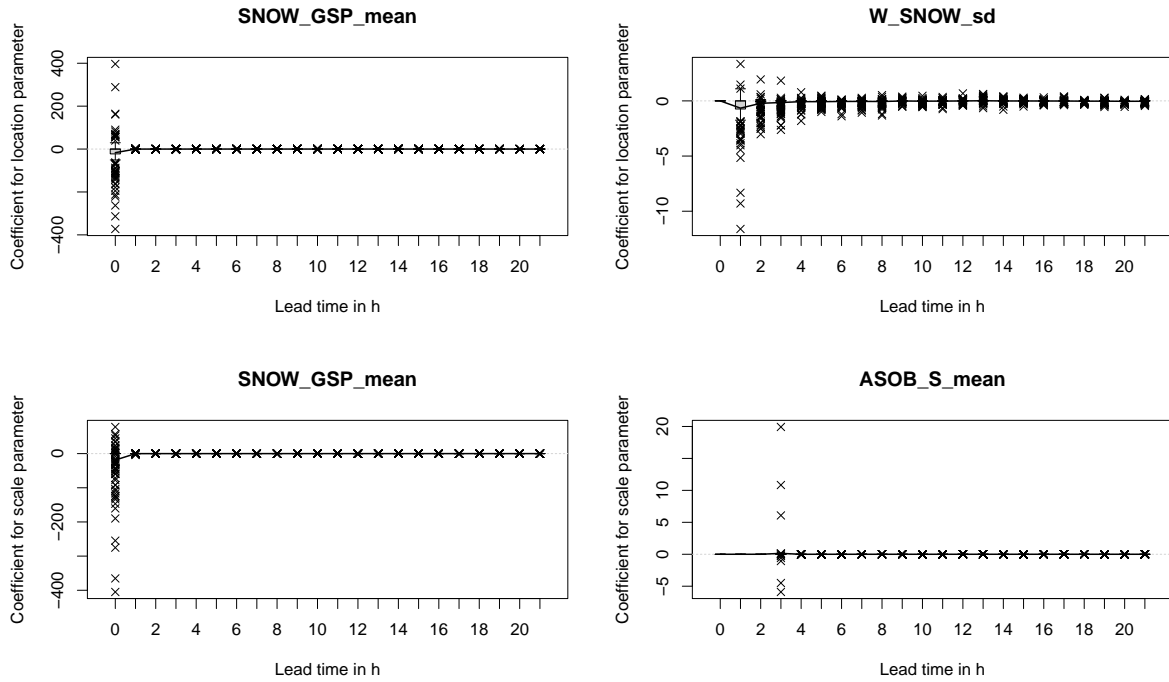 SNOW_GSP_mean
Coefficient for location parameter
400
200
0
−400
0 2 4 6 8 10 12 14 16 18 20
Lead time in h
W_SNOW_sd
Coefficient for location parameter
0
−5
−10
0 2 4 6 8 10 12 14 16 18 20
Lead time in h
SNOW_GSP_mean
Coefficient for scale parameter
0
−200
−400
0 2 4 6 8 10 12 14 16 18 20
Lead time in h
ASOB_S_mean
Coefficient for scale parameter
20
15
10
5
0
−5
0 2 4 6 8 10 12 14 16 18 20
Lead time in h